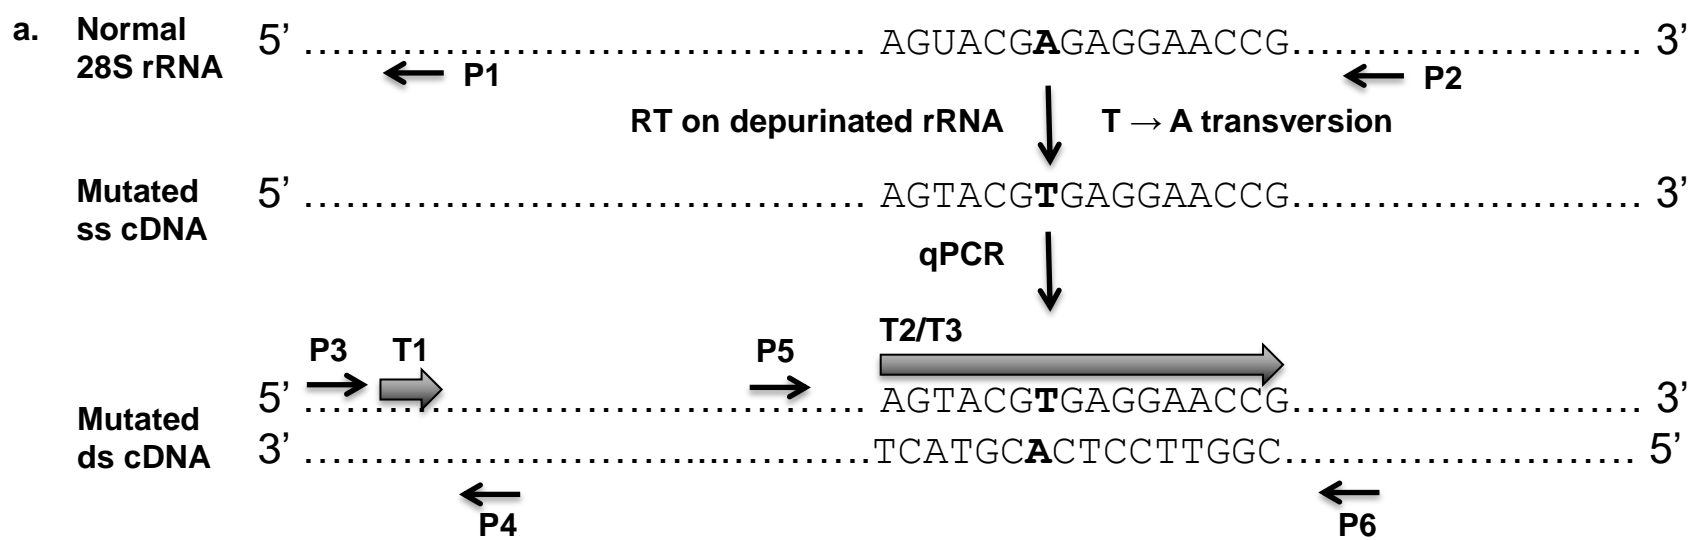 a. Normal 28S rRNA 5’ ........ AGUACGAGAGGAACCG ........ 3’
P1 P2
RT on depurinated rRNA T → A transversion
Mutated ss cDNA 5’ ........ AGTACGTGAGGAACCG ........ 3’
qPCR
T2/T3
P3 T1 P5
5’ ........ AGTACGTGAGGAACCG ........ 3’
Mutated ds cDNA
3’ ........ TCATGCACTCCTTGGC ........ 5’
P4 P6